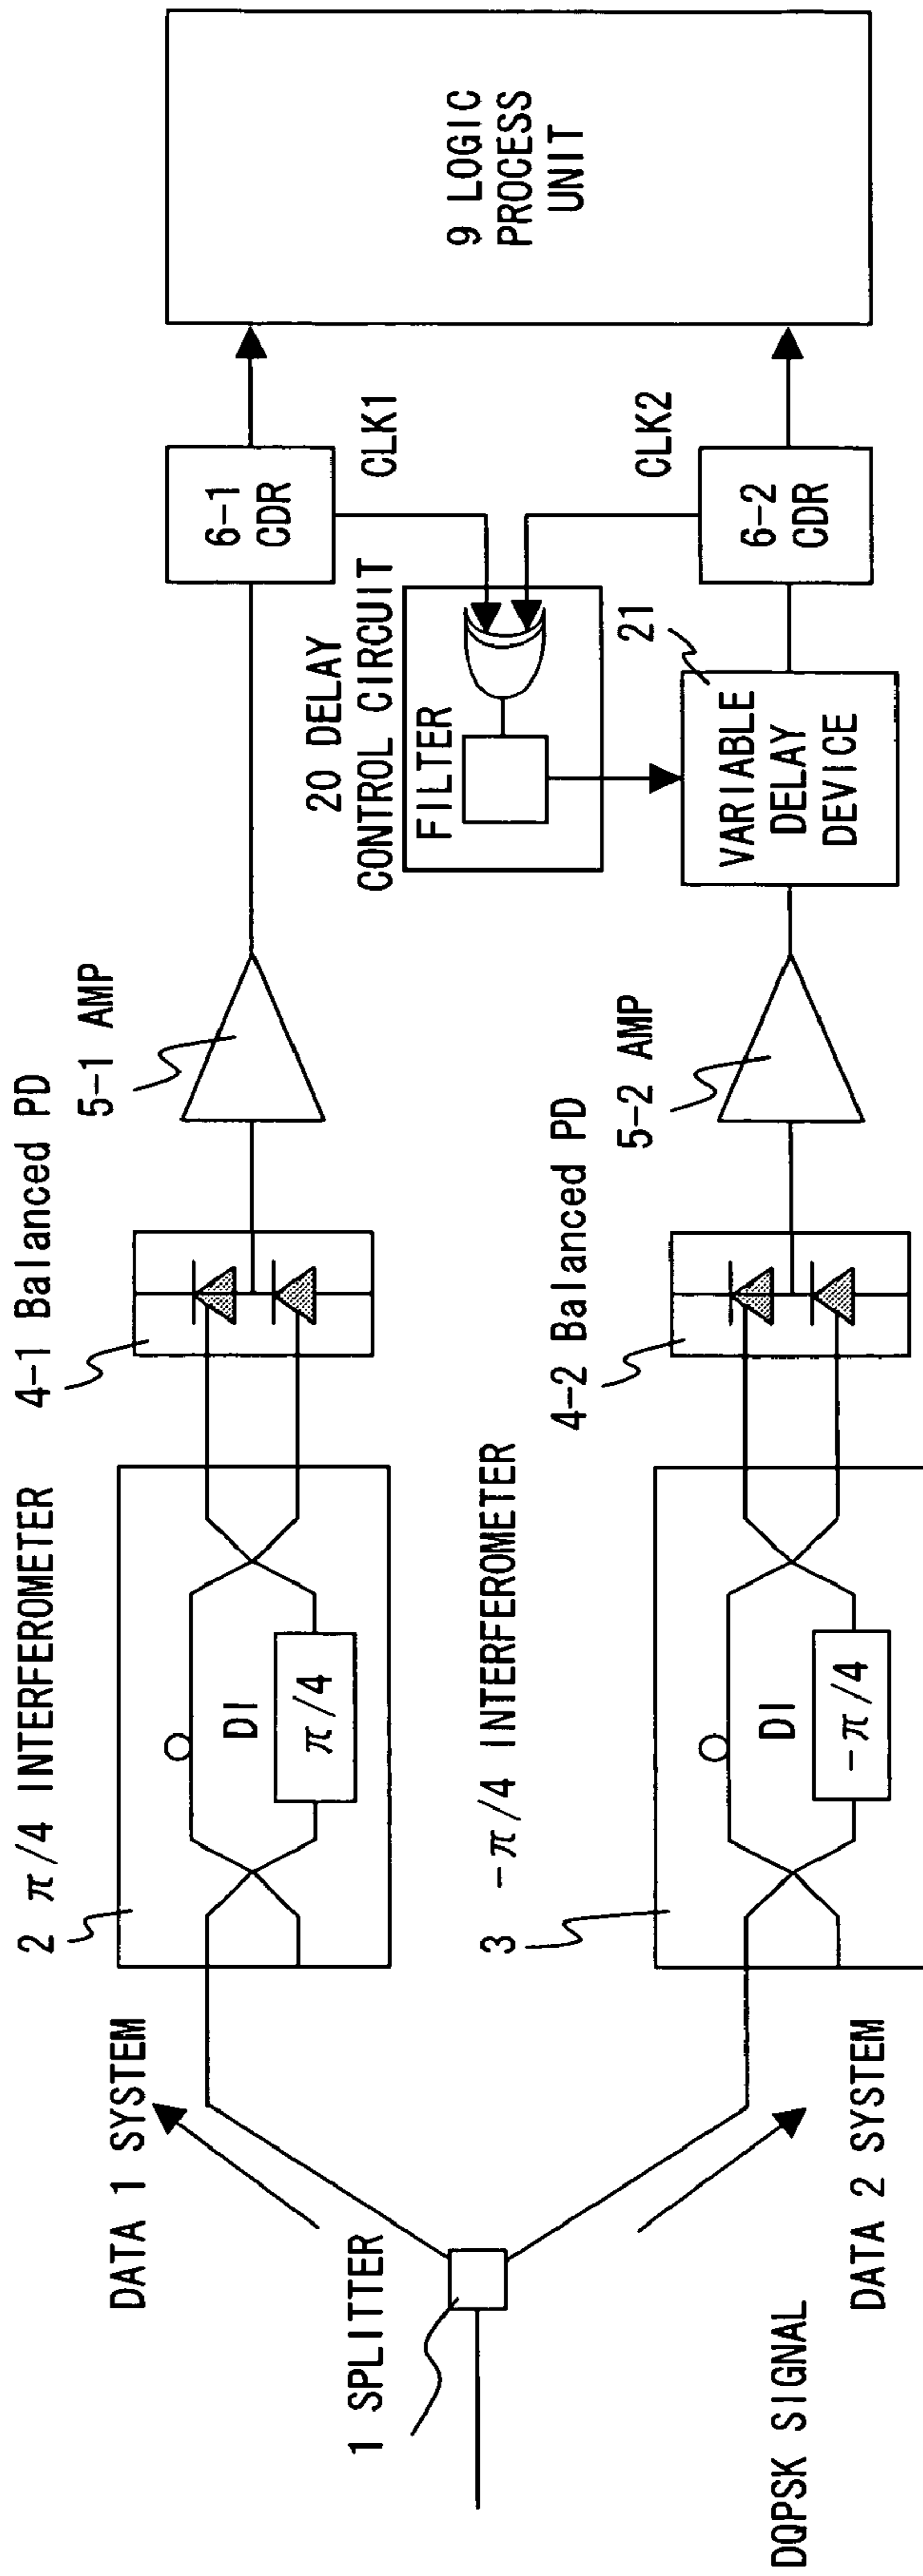 DQPSK SIGNAL
1 SPLITTER
DATA 1 SYSTEM
DATA 2 SYSTEM
2 π/4 INTERFEROMETER
DI
π/4
3 -π/4 INTERFEROMETER
DI
-π/4
4-1 Balanced PD
4-2 Balanced PD
5-1 AMP
5-2 AMP
20 DELAY
CONTROL CIRCUIT
FILTER
VARIABLE
DELAY
DEVICE
21
6-1
CDR
CLK1
CLK2
6-2
CDR
9 LOGIC
PROCESS
UNIT